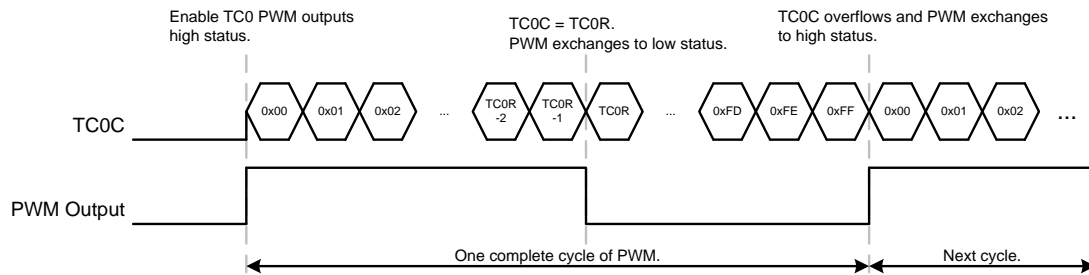 Enable TC0 PWM outputs
high status.
TC0C = TC0R.
PWM exchanges to low status.
TC0C overflows and PWM exchanges
to high status.
TC0C
0x00
0x01
0x02
...
TC0R
-2
TC0R
-1
TC0R
...
0xFD
0xFE
0xFF
0x00
0x01
0x02
...
PWM Output
One complete cycle of PWM.
Next cycle.